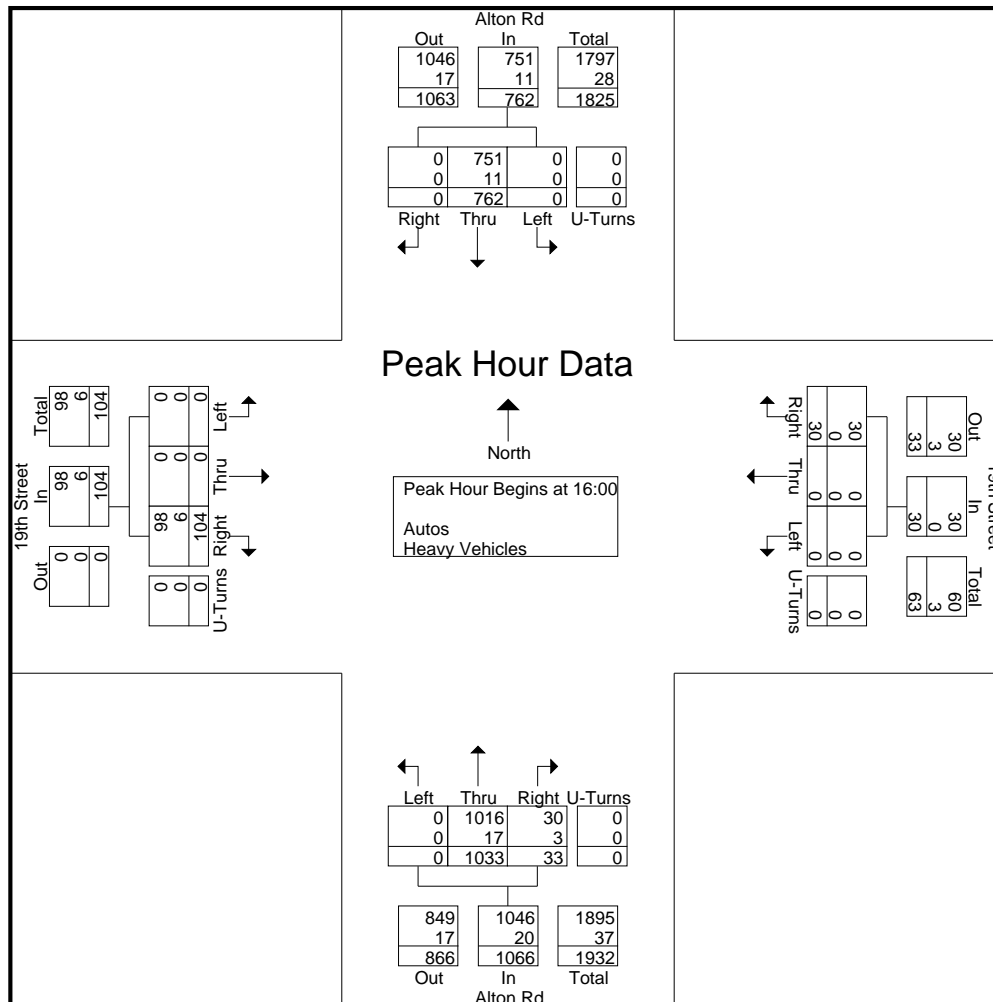 Alton Rd
Out In Total
1046 751 1797
17 11 28
1063 762 1825
0 751 0 0
0 11 0 0
0 762 0 0
Right Thru Left U-Turns
Peak Hour Data
North
Peak Hour Begins at 16:00
Autos
Heavy Vehicles
19th Street
Total In Out
98 98 0
6 6 0
104 104 0
Left Thru Right U-Turns
0 0 98 0
0 0 6 0
0 0 104 0
Right Thru Left U-Turns
30 0 0 0
0 0 0 0
30 0 0 0
Out In Total
30 30 60
3 0 3
33 30 63
Street
Left Thru Right U-Turns
0 1016 30 0
0 17 3 0
0 1033 33 0
849 1046 1895
17 20 37
866 1066 1932
Out In Total
Alton Rd